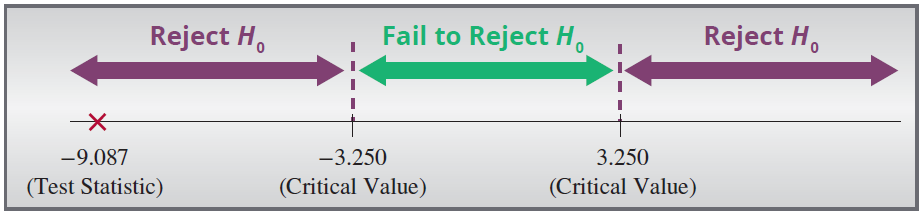 Reject H0
Fail to Reject H0
Reject H0
−9.087
(Test Statistic)
−3.250
(Critical Value)
3.250
(Critical Value)